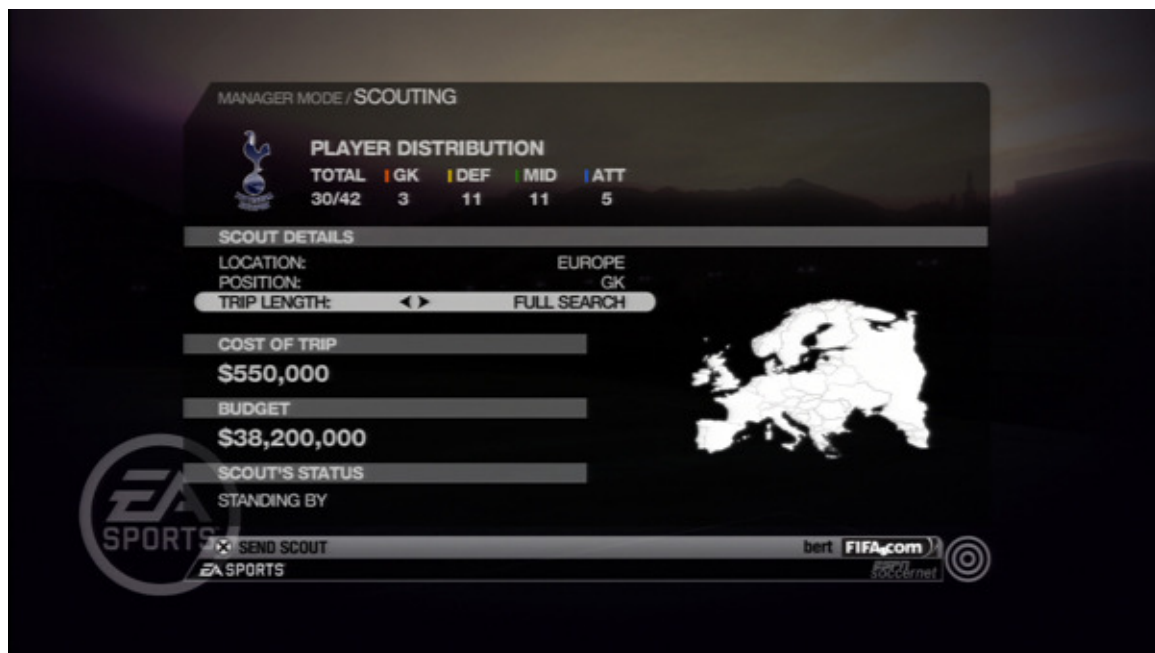 MANAGER MODE / SCOUTING
PLAYER DISTRIBUTION
TOTAL GK DEF MID ATT
30/42 3 11 11 5
SCOUT DETAILS
LOCATION: EUROPE
POSITION: GK
TRIP LENGTH: FULL SEARCH
COST OF TRIP
$550,000
BUDGET
$38,200,000
SCOUT'S STATUS
STANDING BY
EA
SPORTS
SEND SCOUT bert FIFA.com
EA SPORTS ESPN
soccernet